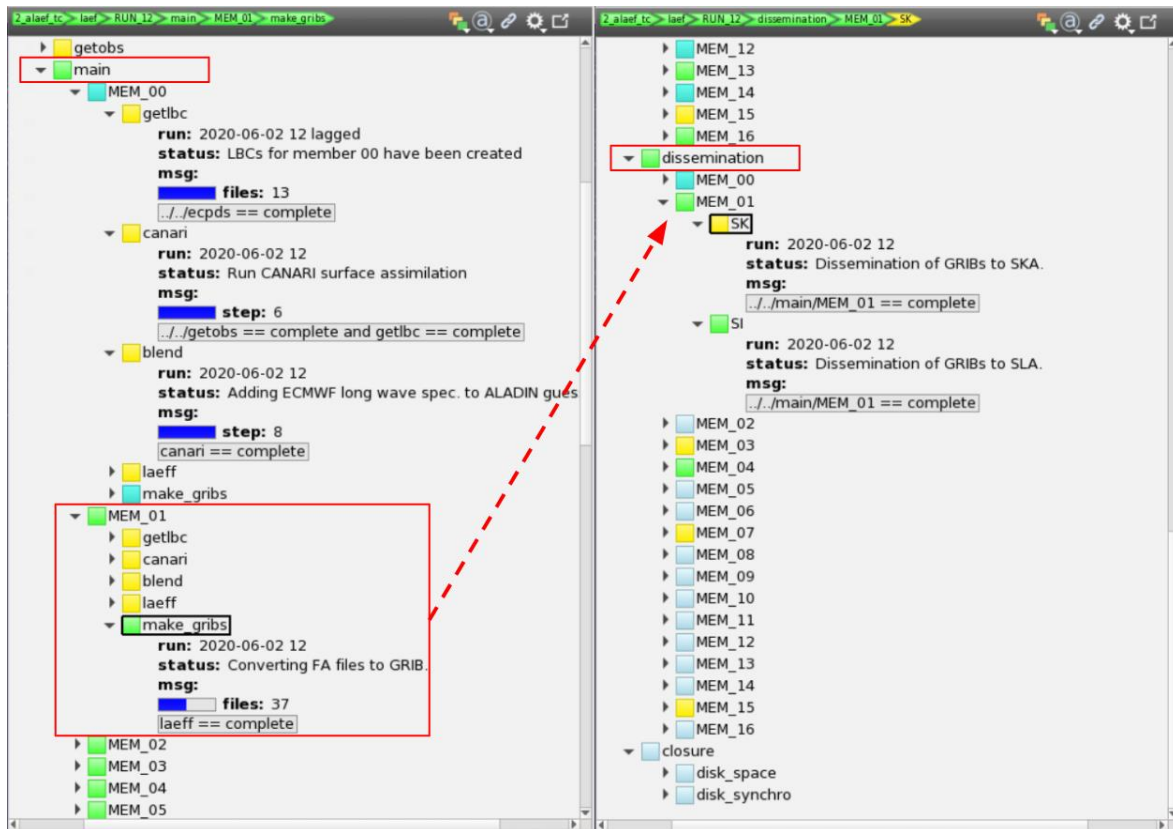 2_alaef_tc laef RUN_12 main MEM_01 make_gribs
getobs
main
MEM_00
getlbc
run: 2020-06-02 12 lagged
status: LBCs for member 00 have been created
msg:
files: 13
../../ecpds == complete
canari
run: 2020-06-02 12
status: Run CANARI surface assimilation
msg:
step: 6
../../getobs == complete and getlbc == complete
blend
run: 2020-06-02 12
status: Adding ECMWF long wave spec. to ALADIN gues
msg:
step: 8
canari == complete
laeff
make_gribs
MEM_01
getlbc
canari
blend
laeff
make_gribs
run: 2020-06-02 12
status: Converting FA files to GRIB.
msg:
files: 37
laeff == complete
MEM_02
MEM_03
MEM_04
MEM_05
2_alaef_tc laef RUN_12 dissemination MEM_01 SK
MEM_12
MEM_13
MEM_14
MEM_15
MEM_16
dissemination
MEM_00
MEM_01
SK
run: 2020-06-02 12
status: Dissemination of GRIBs to SKA.
msg:
../../main/MEM_01 == complete
SI
run: 2020-06-02 12
status: Dissemination of GRIBs to SLA.
msg:
../../main/MEM_01 == complete
MEM_02
MEM_03
MEM_04
MEM_05
MEM_06
MEM_07
MEM_08
MEM_09
MEM_10
MEM_11
MEM_12
MEM_13
MEM_14
MEM_15
MEM_16
closure
disk_space
disk_synchro